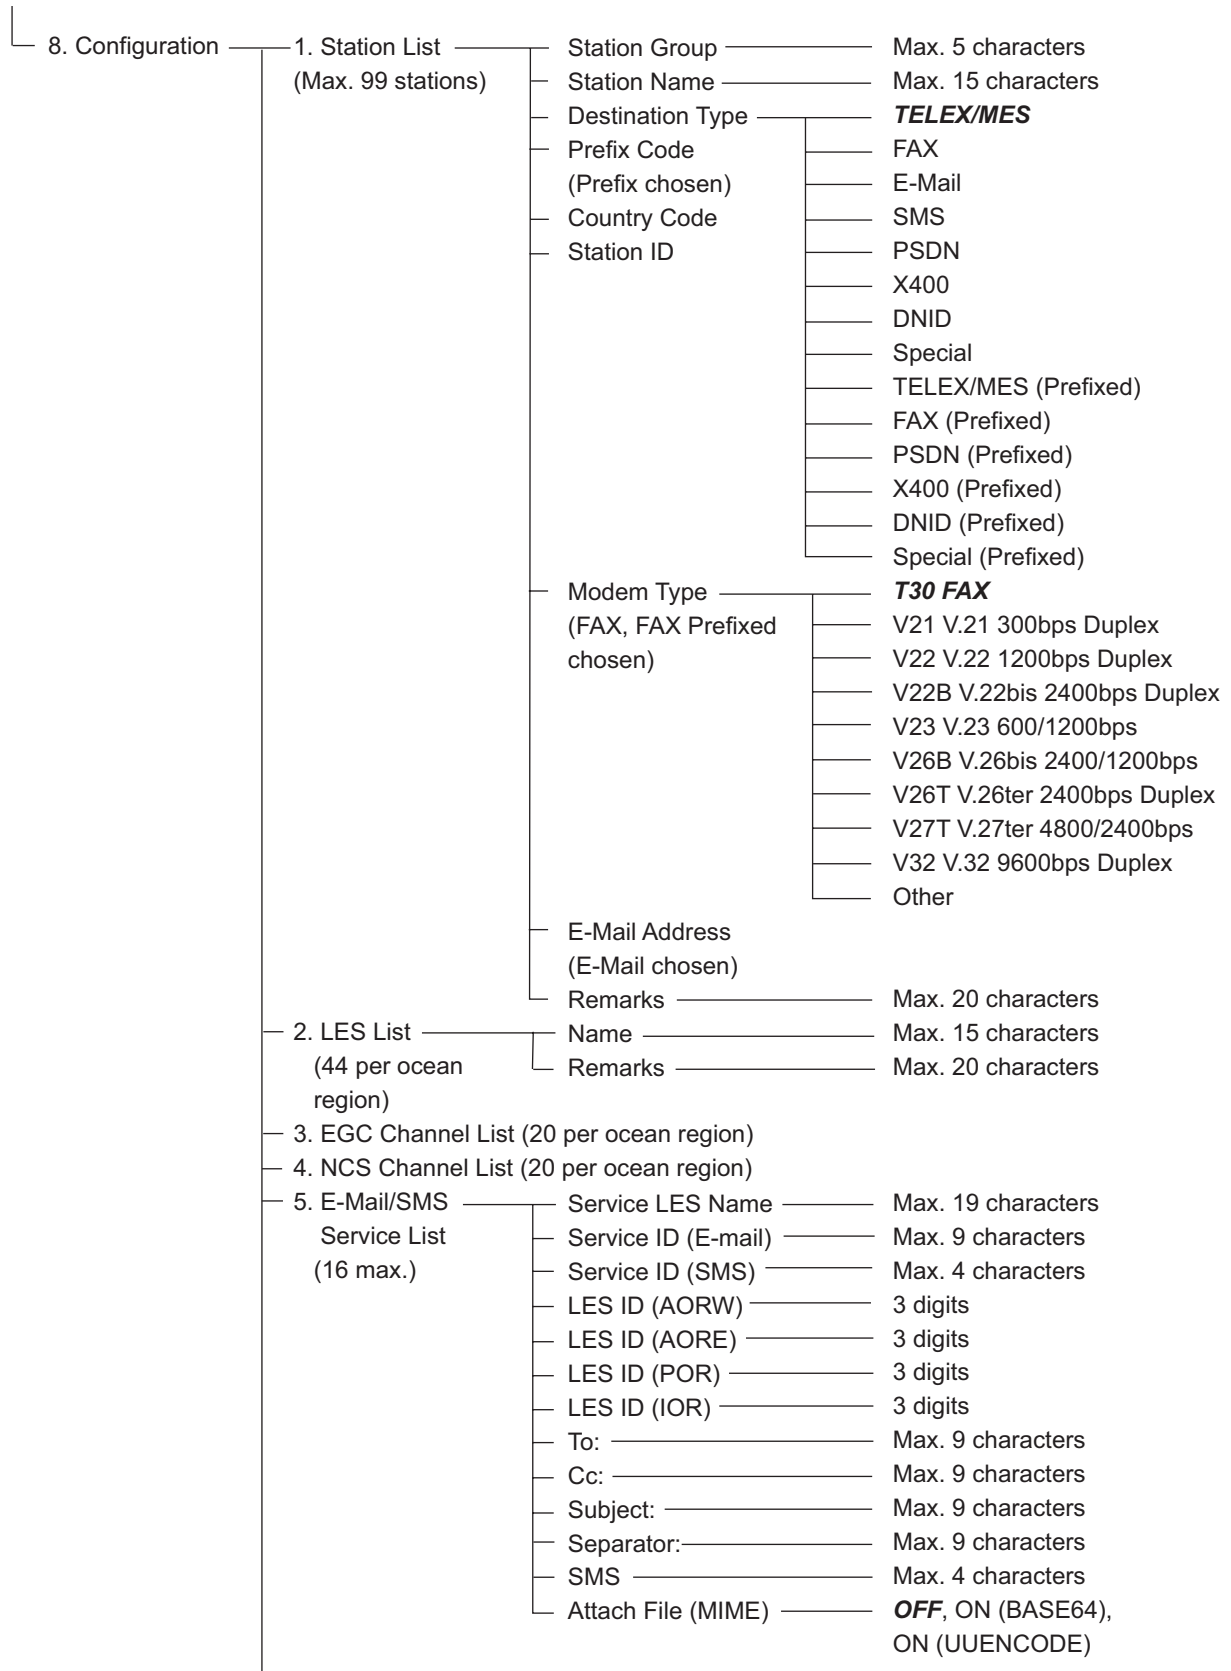 8. Configuration 1. Station List Station Group Max. 5 characters
(Max. 99 stations) Station Name Max. 15 characters
Destination Type TELEX/MES
Prefix Code FAX
(Prefix chosen) E-Mail
Country Code SMS
Station ID PSDN
X400
DNID
Special
TELEX/MES (Prefixed)
FAX (Prefixed)
PSDN (Prefixed)
X400 (Prefixed)
DNID (Prefixed)
Special (Prefixed)
Modem Type T30 FAX
(FAX, FAX Prefixed V21 V.21 300bps Duplex
chosen) V22 V.22 1200bps Duplex
V22B V.22bis 2400bps Duplex
V23 V.23 600/1200bps
V26B V.26bis 2400/1200bps
V26T V.26ter 2400bps Duplex
V27T V.27ter 4800/2400bps
V32 V.32 9600bps Duplex
Other
E-Mail Address
(E-Mail chosen)
Remarks Max. 20 characters
2. LES List Name Max. 15 characters
(44 per ocean Remarks Max. 20 characters
region)
3. EGC Channel List (20 per ocean region)
4. NCS Channel List (20 per ocean region)
5. E-Mail/SMS Service LES Name Max. 19 characters
Service List Service ID (E-mail) Max. 9 characters
(16 max.) Service ID (SMS) Max. 4 characters
LES ID (AORW) 3 digits
LES ID (AORE) 3 digits
LES ID (POR) 3 digits
LES ID (IOR) 3 digits
To: Max. 9 characters
Cc: Max. 9 characters
Subject: Max. 9 characters
Separator: Max. 9 characters
SMS Max. 4 characters
Attach File (MIME) OFF, ON (BASE64),
ON (UUENCODE)